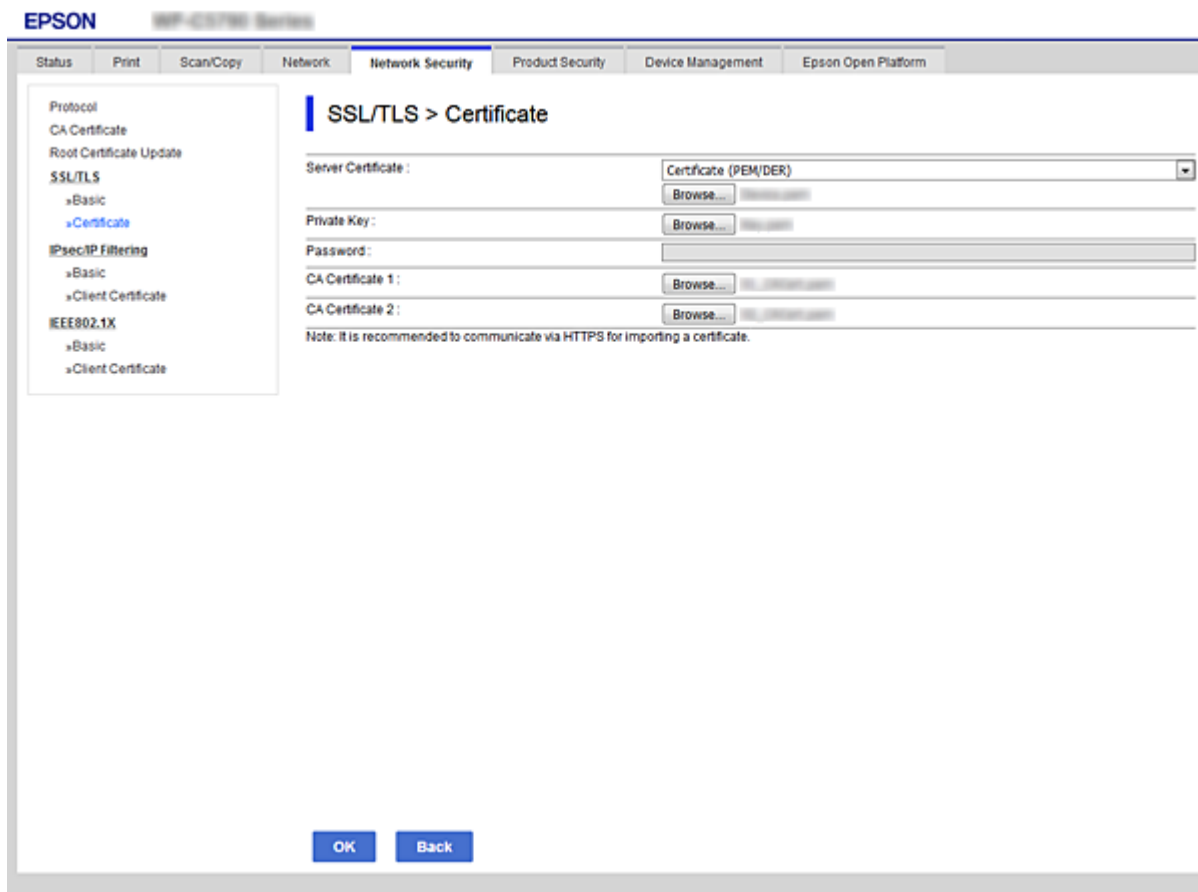 EPSON
Status Print Scan/Copy Network Network Security Product Security Device Management Epson Open Platform
Protocol
CA Certificate
Root Certificate Update
SSL/TLS
»Basic
»Certificate
IPsec/IP Filtering
»Basic
»Client Certificate
IEEE802.1X
»Basic
»Client Certificate
SSL/TLS > Certificate
Server Certificate : Certificate (PEM/DER)
Browse...
Private Key : Browse...
Password :
CA Certificate 1 : Browse...
CA Certificate 2 : Browse...
Note: It is recommended to communicate via HTTPS for importing a certificate.
OK Back